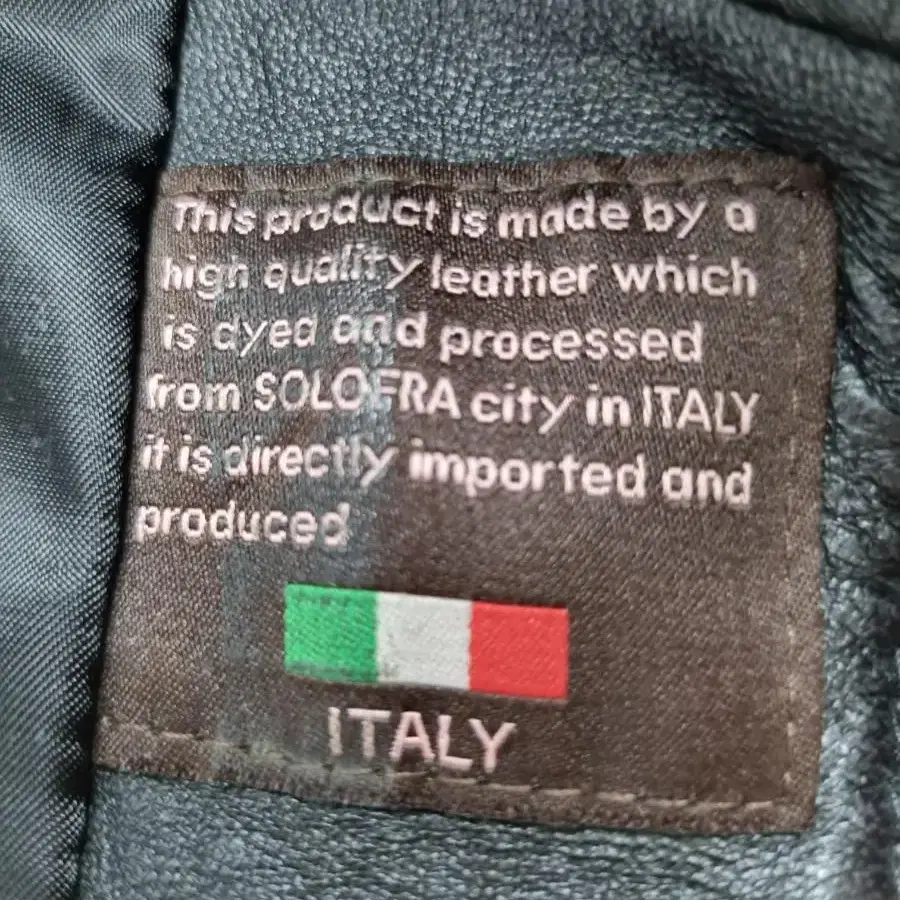 This product is made by a
high quality leather which
is dyed and processed
from SOLOFRA city in ITALY
it is directly imported and
produced
ITALY